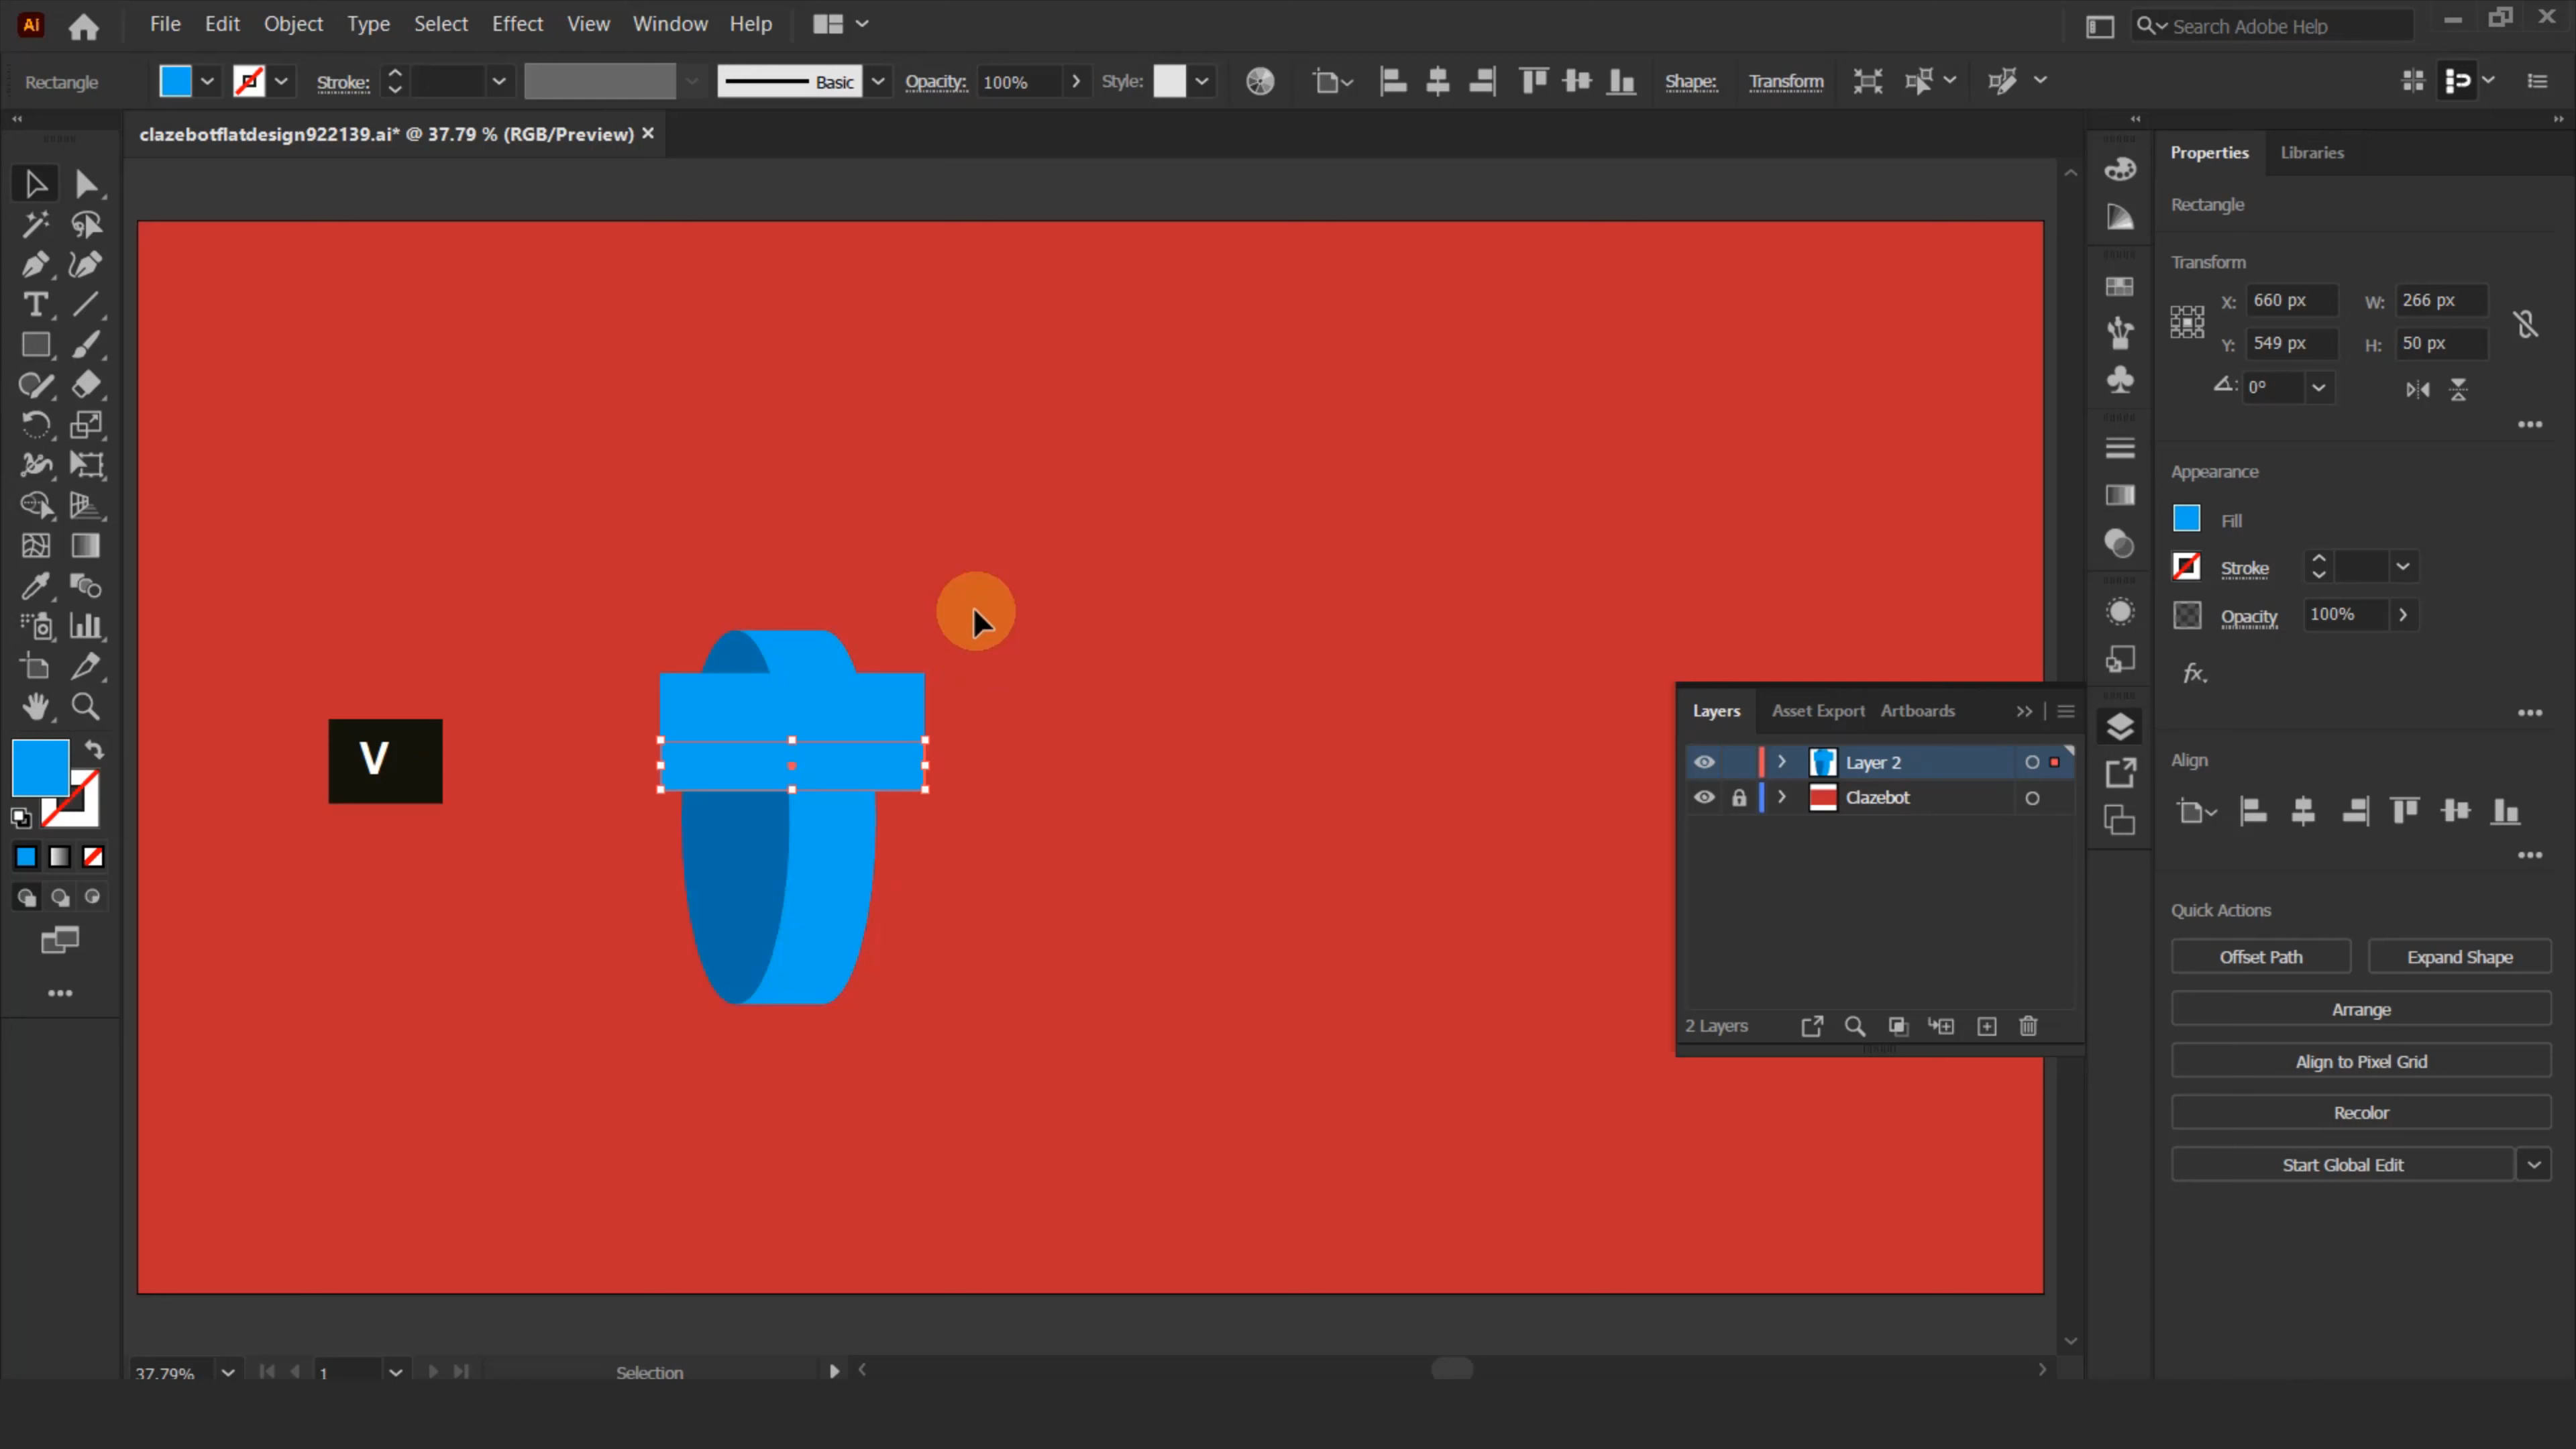 Ai File Edit Object Type Select Effect View Window Help Search Adobe Help
Rectangle Stroke: Basic Opacity: 100% Style: Shape: Transform
clazebotflatdesign922139.ai* @ 37.79 % (RGB/Preview) ×
Properties Libraries
Rectangle
Transform
X: 660 px W: 266 px
Y: 549 px H: 50 px
0°
Appearance
Fill
Stroke
Opacity 100%
fx.
Align
Quick Actions
Offset Path Expand Shape
Arrange
Align to Pixel Grid
Recolor
Start Global Edit
V
Layers Asset Export Artboards
Layer 2
Clazebot
2 Layers
37.79% 1 Selection